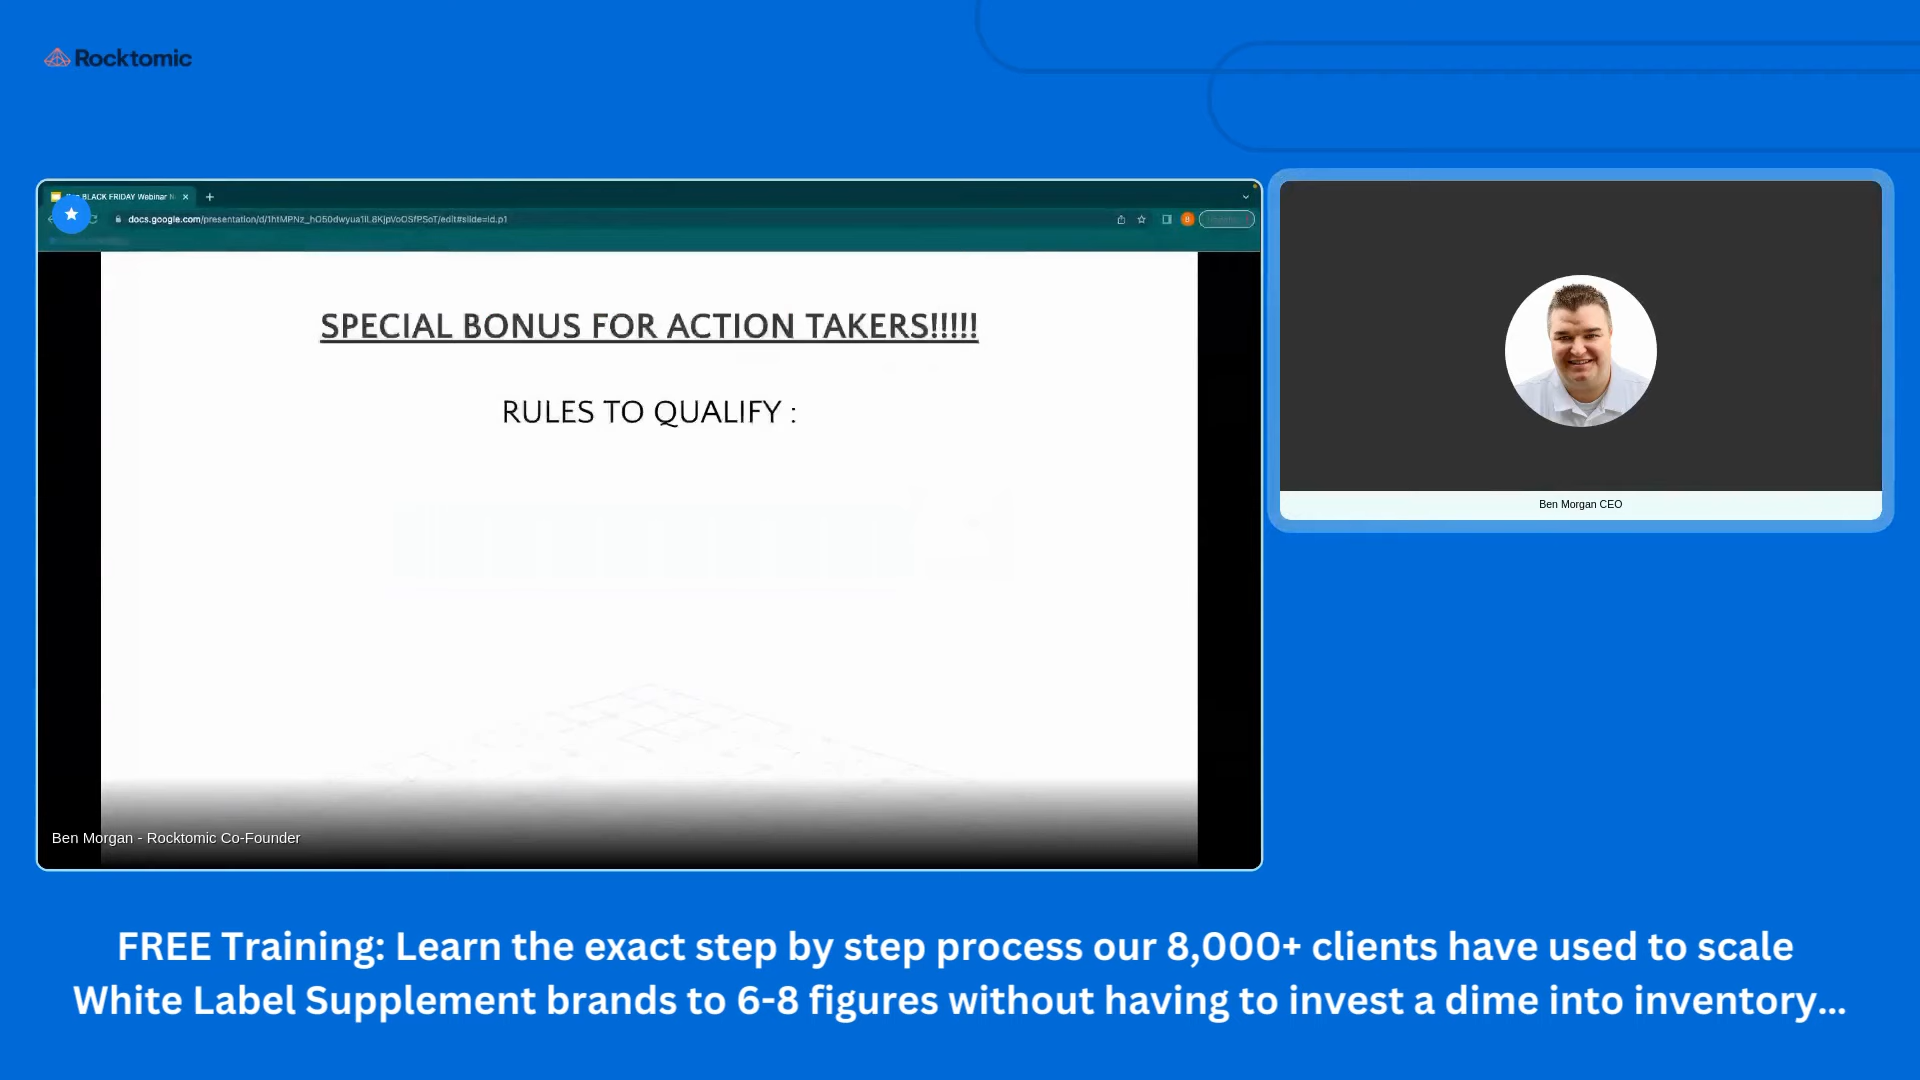 Rocktomic
BLACK FRIDAY Webinar
docs.google.com/presentation/d/1htMPNz_hO50dwyua1iL8KjpVoOSfPSoT/edit#slide=id.p1
SPECIAL BONUS FOR ACTION TAKERS!!!!!
RULES TO QUALIFY :
Ben Morgan - Rocktomic Co-Founder
Ben Morgan CEO
FREE Training: Learn the exact step by step process our 8,000+ clients have used to scale
White Label Supplement brands to 6-8 figures without having to invest a dime into inventory...